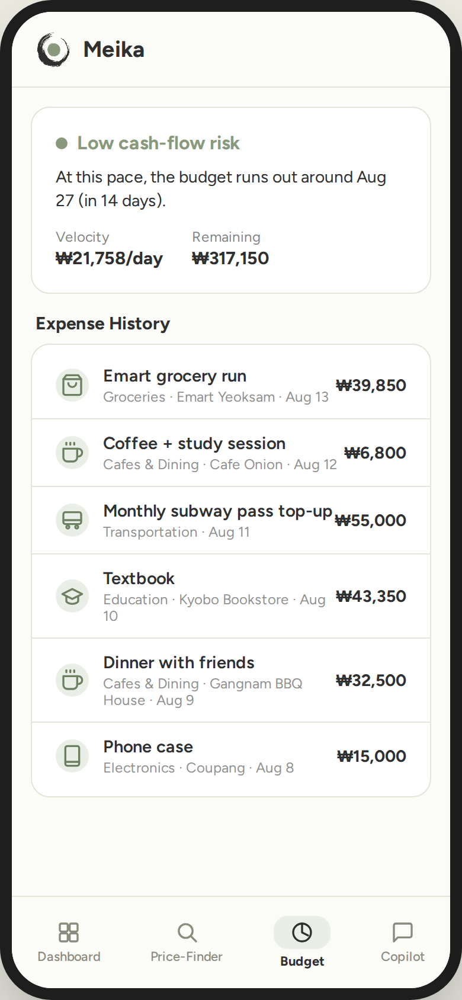 Meika
Low cash-flow risk
At this pace, the budget runs out around Aug
27 (in 14 days).
Velocity
₩21,758/day
Remaining
₩317,150
Expense History
Emart grocery run
Groceries · Emart Yeoksam · Aug 13
₩39,850
Coffee + study session
Cafes & Dining · Cafe Onion · Aug 12
₩6,800
Monthly subway pass top-up
Transportation · Aug 11
₩55,000
Textbook
Education · Kyobo Bookstore · Aug
10
₩43,350
Dinner with friends
Cafes & Dining · Gangnam BBQ
House · Aug 9
₩32,500
Phone case
Electronics · Coupang · Aug 8
₩15,000
Dashboard
Price-Finder
Budget
Copilot